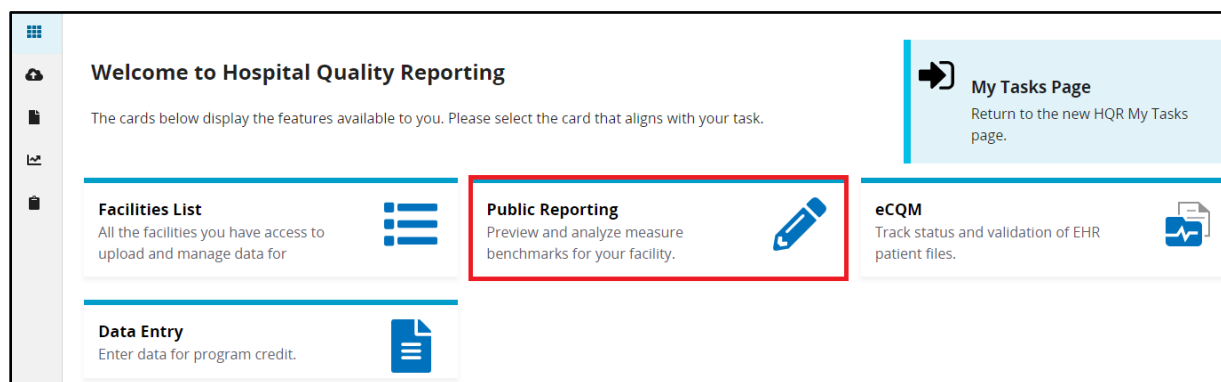 Welcome to Hospital Quality Reporting
The cards below display the features available to you. Please select the card that aligns with your task.
My Tasks Page
Return to the new HQR My Tasks
page.
Facilities List
All the facilities you have access to
upload and manage data for
Public Reporting
Preview and analyze measure
benchmarks for your facility.
eCQM
Track status and validation of EHR
patient files.
Data Entry
Enter data for program credit.